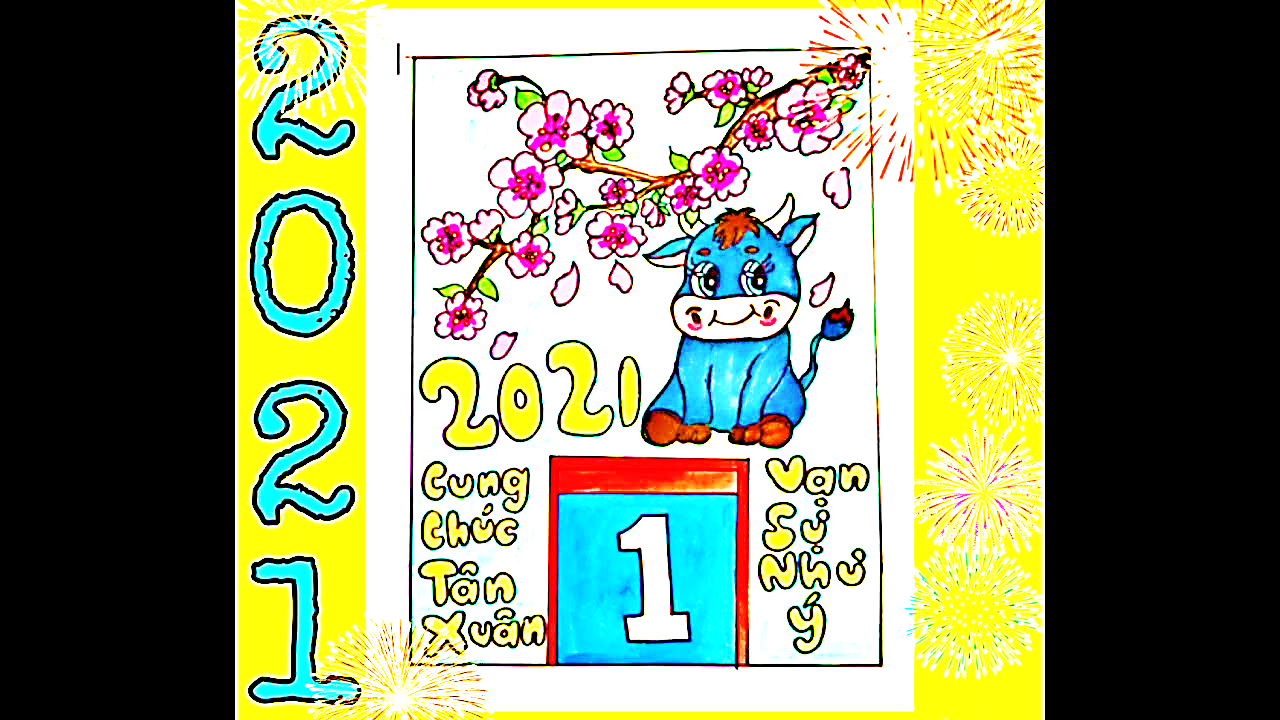 2021
2021
Cung
Chúc
Tân
Xuân
1
Vạn
Sự
Như
ý